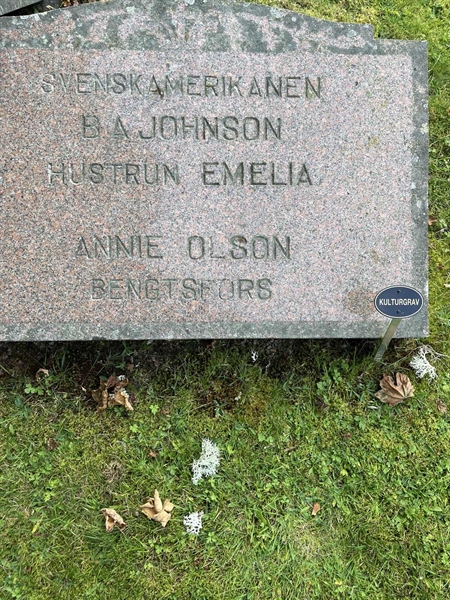 SVENSKAMERIKANEN
B A JOHNSON
HUSTRUN EMELIA
ANNIE OLSON
BENGTSFORS
KULTURGRAV